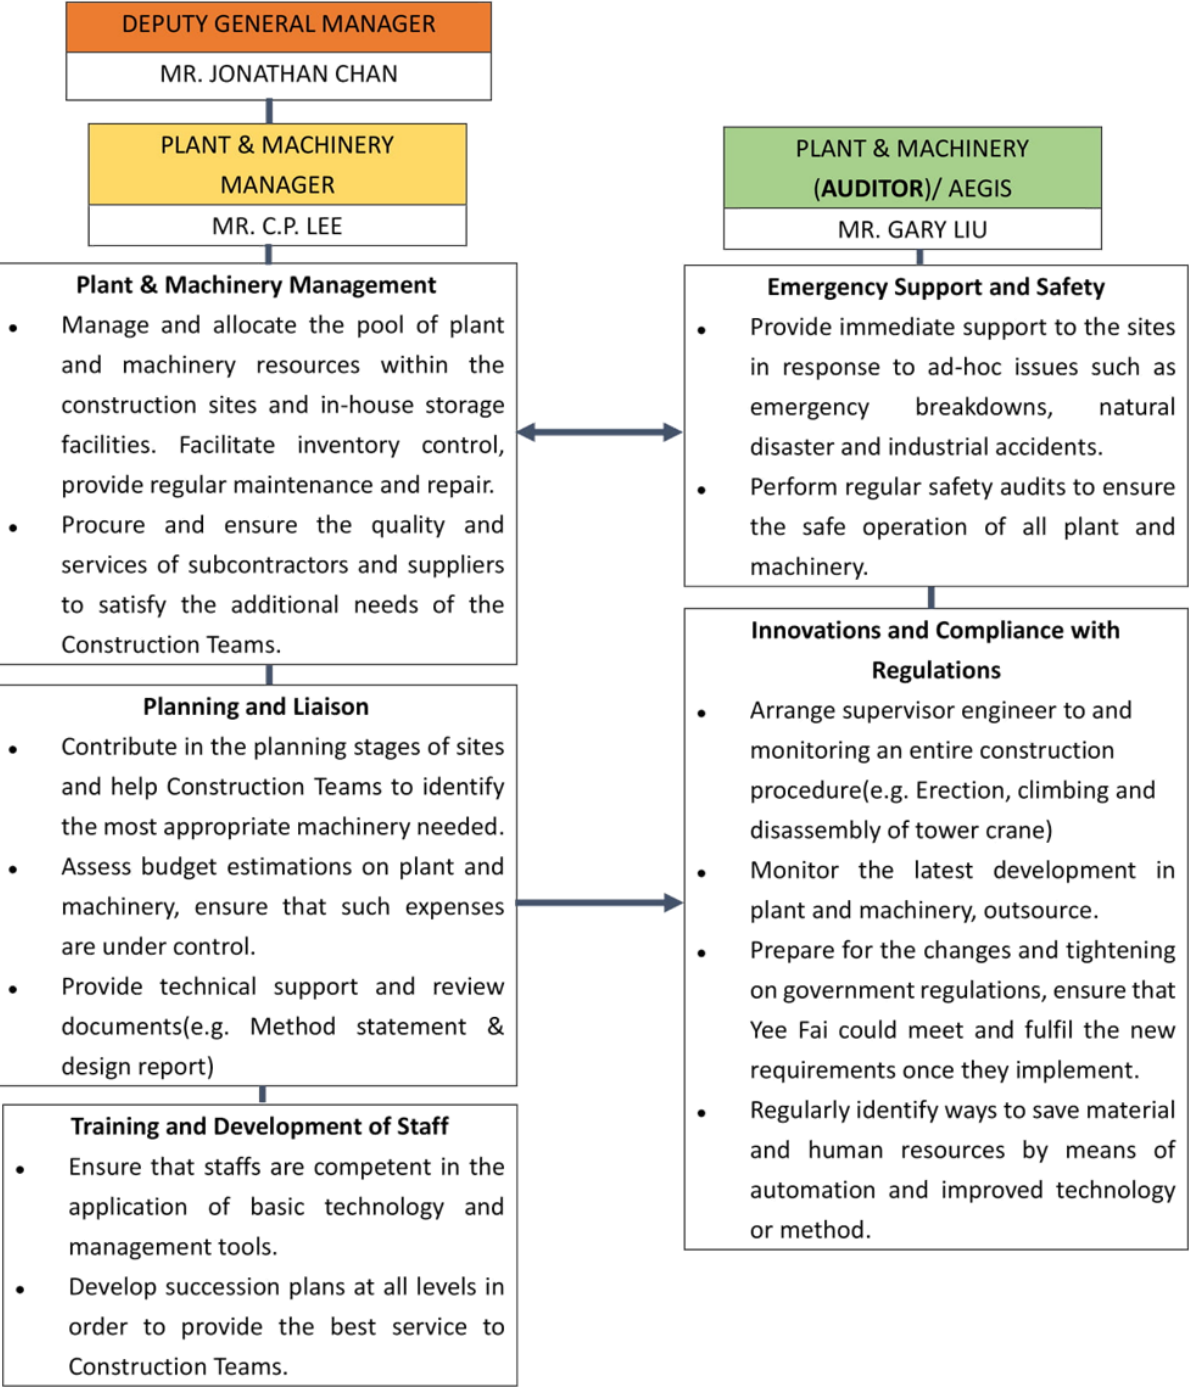 DEPUTY GENERAL MANAGER
MR. JONATHAN CHAN
PLANT & MACHINERY
MANAGER
MR. C.P. LEE
Plant & Machinery Management
• Manage and allocate the pool of plant
and machinery resources within the
construction sites and in-house storage
facilities. Facilitate inventory control,
provide regular maintenance and repair.
• Procure and ensure the quality and
services of subcontractors and suppliers
to satisfy the additional needs of the
Construction Teams.
Planning and Liaison
• Contribute in the planning stages of sites
and help Construction Teams to identify
the most appropriate machinery needed.
• Assess budget estimations on plant and
machinery, ensure that such expenses
are under control.
• Provide technical support and review
documents(e.g. Method statement &
design report)
Training and Development of Staff
• Ensure that staffs are competent in the
application of basic technology and
management tools.
• Develop succession plans at all levels in
order to provide the best service to
Construction Teams.
PLANT & MACHINERY
(AUDITOR)/ AEGIS
MR. GARY LIU
Emergency Support and Safety
• Provide immediate support to the sites
in response to ad-hoc issues such as
emergency breakdowns, natural
disaster and industrial accidents.
• Perform regular safety audits to ensure
the safe operation of all plant and
machinery.
Innovations and Compliance with
Regulations
• Arrange supervisor engineer to and
monitoring an entire construction
procedure(e.g. Erection, climbing and
disassembly of tower crane)
• Monitor the latest development in
plant and machinery, outsource.
• Prepare for the changes and tightening
on government regulations, ensure that
Yee Fai could meet and fulfil the new
requirements once they implement.
• Regularly identify ways to save material
and human resources by means of
automation and improved technology
or method.